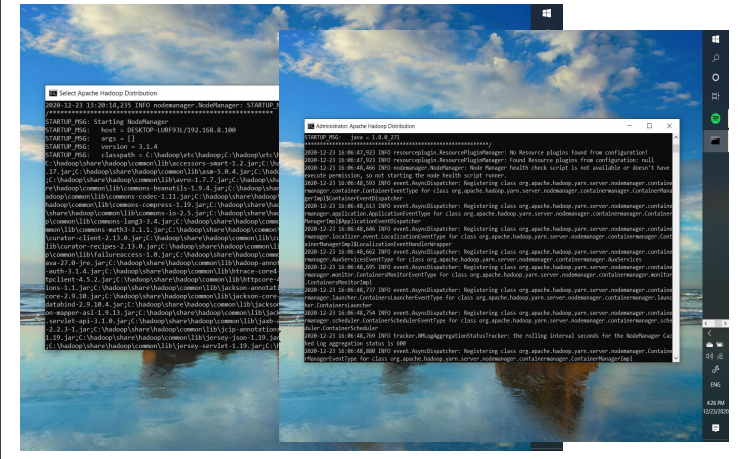 Select Apache Hadoop Distribution
2020-12-23 13:20:14,235 INFO nodemanager.NodeManager: STARTUP_M
/************************************************************
STARTUP_MSG: Starting NodeManager
STARTUP_MSG:   host = DESKTOP-LURF93L/192.168.8.100
STARTUP_MSG:   args = []
STARTUP_MSG:   version = 3.1.4
STARTUP_MSG:   classpath = C:\hadoop\etc\hadoop;C:\hadoop\etc\h
C:\hadoop\share\hadoop\common\lib\accessors-smart-1.2.jar;C:\ha
.17.jar;C:\hadoop\share\hadoop\common\lib\asm-5.0.4.jar;C:\hado
C:\hadoop\share\hadoop\common\lib\avro-1.7.7.jar;C:\hadoop\shar
re\hadoop\common\lib\commons-beanutils-1.9.4.jar;C:\hadoop\sha
adoop\common\lib\commons-codec-1.11.jar;C:\hadoop\share\hadoop
oop\common\lib\commons-compress-1.19.jar;C:\hadoop\share\had
\share\hadoop\common\lib\commons-io-2.5.jar;C:\hadoop\share\h
op\common\lib\commons-lang3-3.4.jar;C:\hadoop\share\hadoop\com
mon\lib\commons-math3-3.1.1.jar;C:\hadoop\share\hadoop\common\l
\curator-client-2.13.0.jar;C:\hadoop\share\hadoop\common\lib\cu
lib\curator-recipes-2.13.0.jar;C:\hadoop\share\hadoop\common\li
p\common\lib\failureaccess-1.0.jar;C:\hadoop\share\hadoop\comm
ava-27.0-jre.jar;C:\hadoop\share\hadoop\common\lib\hadoop-annot
-auth-3.1.4.jar;C:\hadoop\share\hadoop\common\lib\htrace-core4-
tpclient-4.5.2.jar;C:\hadoop\share\hadoop\common\lib\httpcore-4
ions-1.1.jar;C:\hadoop\share\hadoop\common\lib\jackson-annotati
core-2.9.10.jar;C:\hadoop\share\hadoop\common\lib\jackson-core-
databind-2.9.10.4.jar;C:\hadoop\share\hadoop\common\lib\jackson
on-mapper-asl-1.9.13.jar;C:\hadoop\share\hadoop\common\lib\jack
.servlet-api-3.1.0.jar;C:\hadoop\share\hadoop\common\lib\jaxb-a
-2.2.3-1.jar;C:\hadoop\share\hadoop\common\lib\jcip-annotations
1.19.jar;C:\hadoop\share\hadoop\common\lib\jersey-json-1.19.jar
;C:\hadoop\share\hadoop\common\lib\jersey-servlet-1.19.jar;C:\h
Administrator: Apache Hadoop Distribution
STARTUP_MSG:   java = 1.8.0_271
************************************************************/
2020-12-23 16:06:47,923 INFO resourceplugin.ResourcePluginManager: No Resource plugins found from configuration!
2020-12-23 16:06:47,923 INFO resourceplugin.ResourcePluginManager: Found Resource plugins from configuration: null
2020-12-23 16:06:48,466 INFO nodemanager.NodeManager: Node Manager health check script is not available or doesn't have
execute permission, so not starting the node health script runner.
2020-12-23 16:06:48,593 INFO event.AsyncDispatcher: Registering class org.apache.hadoop.yarn.server.nodemanager.containe
rmanager.container.ContainerEventType for class org.apache.hadoop.yarn.server.nodemanager.containermanager.ContainerMana
gerImpl$ContainerEventDispatcher
2020-12-23 16:06:48,613 INFO event.AsyncDispatcher: Registering class org.apache.hadoop.yarn.server.nodemanager.containe
rmanager.application.ApplicationEventType for class org.apache.hadoop.yarn.server.nodemanager.containermanager.Container
ManagerImpl$ApplicationEventDispatcher
2020-12-23 16:06:48,646 INFO event.AsyncDispatcher: Registering class org.apache.hadoop.yarn.server.nodemanager.containe
rmanager.localizer.event.LocalizationEventType for class org.apache.hadoop.yarn.server.nodemanager.containermanager.Cont
ainerManagerImpl$LocalizationEventHandlerWrapper
2020-12-23 16:06:48,662 INFO event.AsyncDispatcher: Registering class org.apache.hadoop.yarn.server.nodemanager.containe
rmanager.AuxServicesEventType for class org.apache.hadoop.yarn.server.nodemanager.containermanager.AuxServices
2020-12-23 16:06:48,695 INFO event.AsyncDispatcher: Registering class org.apache.hadoop.yarn.server.nodemanager.containe
rmanager.monitor.ContainersMonitorEventType for class org.apache.hadoop.yarn.server.nodemanager.containermanager.monitor
.ContainersMonitorImpl
2020-12-23 16:06:48,737 INFO event.AsyncDispatcher: Registering class org.apache.hadoop.yarn.server.nodemanager.containe
rmanager.launcher.ContainersLauncherEventType for class org.apache.hadoop.yarn.server.nodemanager.containermanager.launc
her.ContainersLauncher
2020-12-23 16:06:48,754 INFO event.AsyncDispatcher: Registering class org.apache.hadoop.yarn.server.nodemanager.containe
rmanager.scheduler.ContainerSchedulerEventType for class org.apache.hadoop.yarn.server.nodemanager.containermanager.sche
duler.ContainerScheduler
2020-12-23 16:06:48,769 INFO tracker.NMLogAggregationStatusTracker: the rolling interval seconds for the NodeManager Cac
hed Log aggregation status is 600
2020-12-23 16:06:48,880 INFO event.AsyncDispatcher: Registering class org.apache.hadoop.yarn.server.nodemanager.containe
rManagerEventType for class org.apache.hadoop.yarn.server.nodemanager.containermanager.ContainerManagerImpl
ENG
4:26 PM
12/23/2020